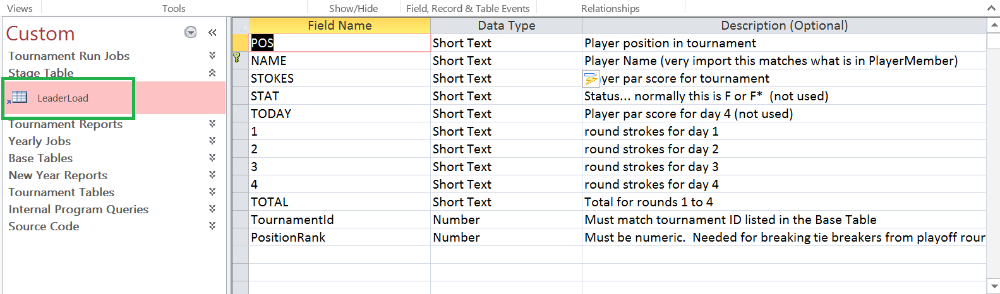 Views Tools Show/Hide Field, Record & Table Events Relationships
Custom
Tournament Run Jobs
Stage Table
LeaderLoad
Tournament Reports
Yearly Jobs
Base Tables
New Year Reports
Tournament Tables
Internal Program Queries
Source Code
Field Name Data Type Description (Optional)
POS Short Text Player position in tournament
NAME Short Text Player Name (very import this matches what is in PlayerMember)
STOKES Short Text yer par score for tournament
STAT Short Text Status... normally this is F or F* (not used)
TODAY Short Text Player par score for day 4 (not used)
1 Short Text round strokes for day 1
2 Short Text round strokes for day 2
3 Short Text round strokes for day 3
4 Short Text round strokes for day 4
TOTAL Short Text Total for rounds 1 to 4
TournamentId Number Must match tournament ID listed in the Base Table
PositionRank Number Must be numeric. Needed for breaking tie breakers from playoff roun